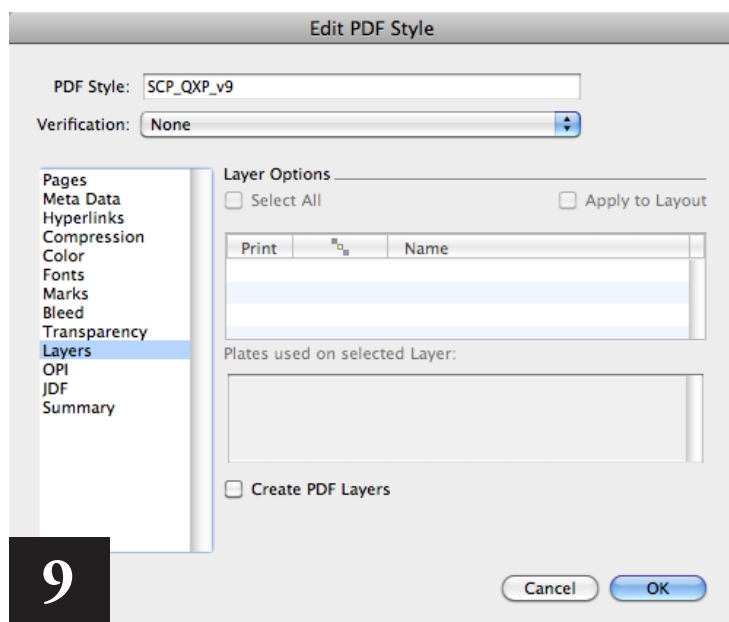 Edit PDF Style
PDF Style: SCP_QXP_v9
Verification: None
Pages
Meta Data
Hyperlinks
Compression
Color
Fonts
Marks
Bleed
Transparency
Layers
OPI
JDF
Summary
Layer Options
Select All Apply to Layout
Print Name
Plates used on selected Layer:
Create PDF Layers
9
Cancel OK